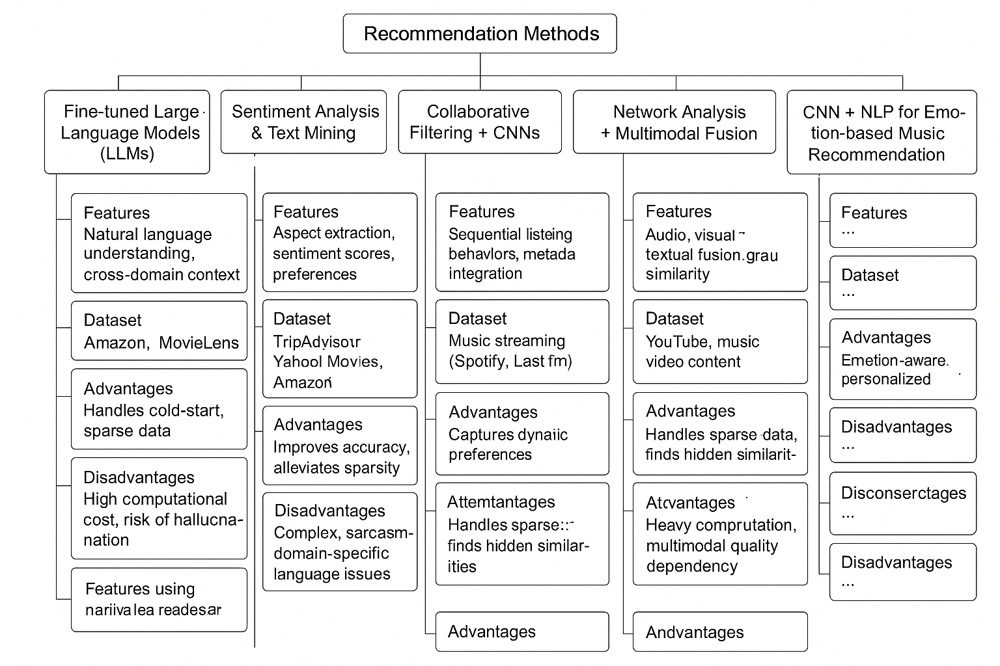 Recommendation Methods
Fine-tuned Large
Language Models
(LLMs)
Features
Natural language
understanding,
cross-domain context
Dataset
Amazon, MovieLens
Advantages
Handles cold-start,
sparse data
Disadvantages
High computational
cost, risk of hallucna-
nation
Features using
Sentiment Analysis
& Text Mining
Features
Aspect extraction,
sentiment scores,
preferences
Dataset
TripAdvisour
Yahool Movies,
Amazon
Advantages
Improves accuracy,
alleviates sparsity
Disadvantages
Complex, sarcasm-
domain-specific
language issues
Collaborative
Filtering + CNNs
Features
Sequential
behavlors, metada
integration
Dataset
Music streaming
(Spotify, Last fm)
Advantages
Captures
preferences
Attemtantages
Handles sparse
finds hidden similar-
ities
Advantages
Network Analysis
+ Multimodal Fusion
Features
Audio, visual
textual fusion.grau
similarity
Dataset
YouTube, music
video content
Advantages
Handles sparse data,
finds hidden similarit-
Heavy comprutation,
multimodal quality
dependency
Andvantages
CNN + NLP for Emo-
tion-based Music
Recommendation
Features
...
Dataset
...
Advantages
Emetion-aware.
personalized
Disadvantages
...
Disconserctages
...
Disadvantages
...